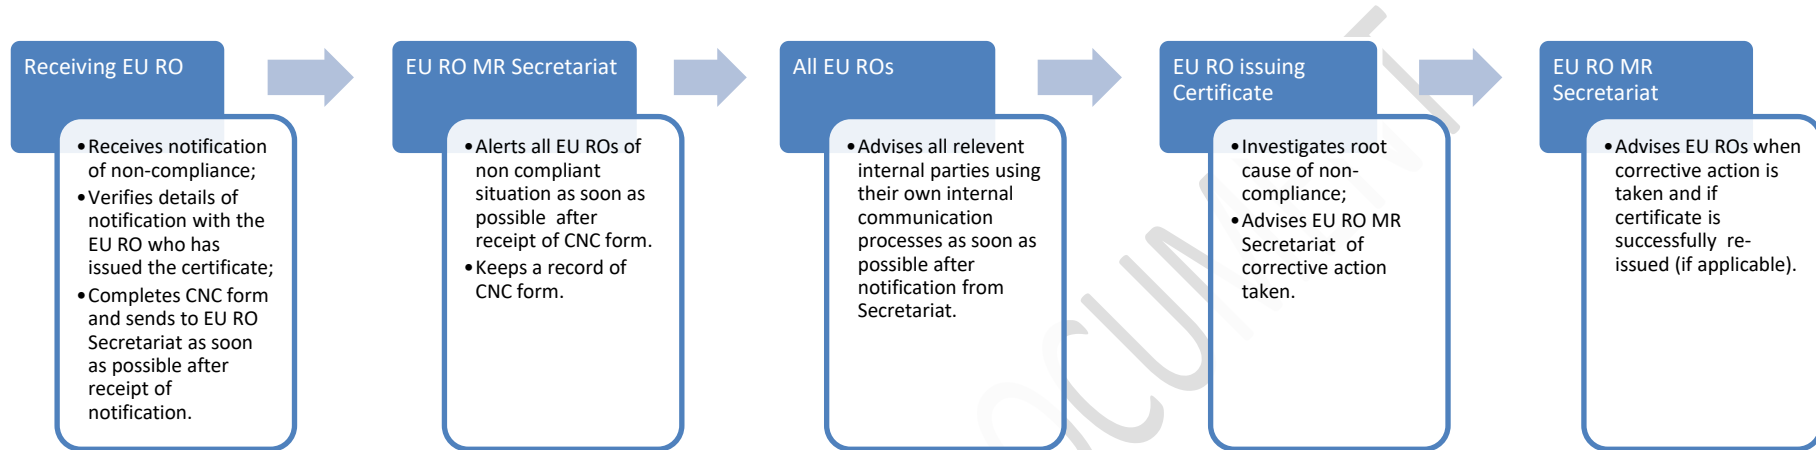 Receiving EU RO
•Receives notification
of non-compliance;
•Verifies details of
notification with the
EU RO who has
issued the certificate;
•Completes CNC form
and sends to EU RO
Secretariat as soon
as possible after
receipt of
notification.
EU RO MR Secretariat
•Alerts all EU ROs of
non compliant
situation as soon as
possible after
receipt of CNC form.
•Keeps a record of
CNC form.
All EU ROs
•Advises all relevent
internal parties using
their own internal
communication
processes as soon as
possible after
notification from
Secretariat.
EU RO issuing
Certificate
•Investigates root
cause of non-
compliance;
•Advises EU RO MR
Secretariat of
corrective action
taken.
EU RO MR
Secretariat
•Advises EU ROs when
corrective action is
taken and if
certificate is
successfully re-
issued (if applicable).